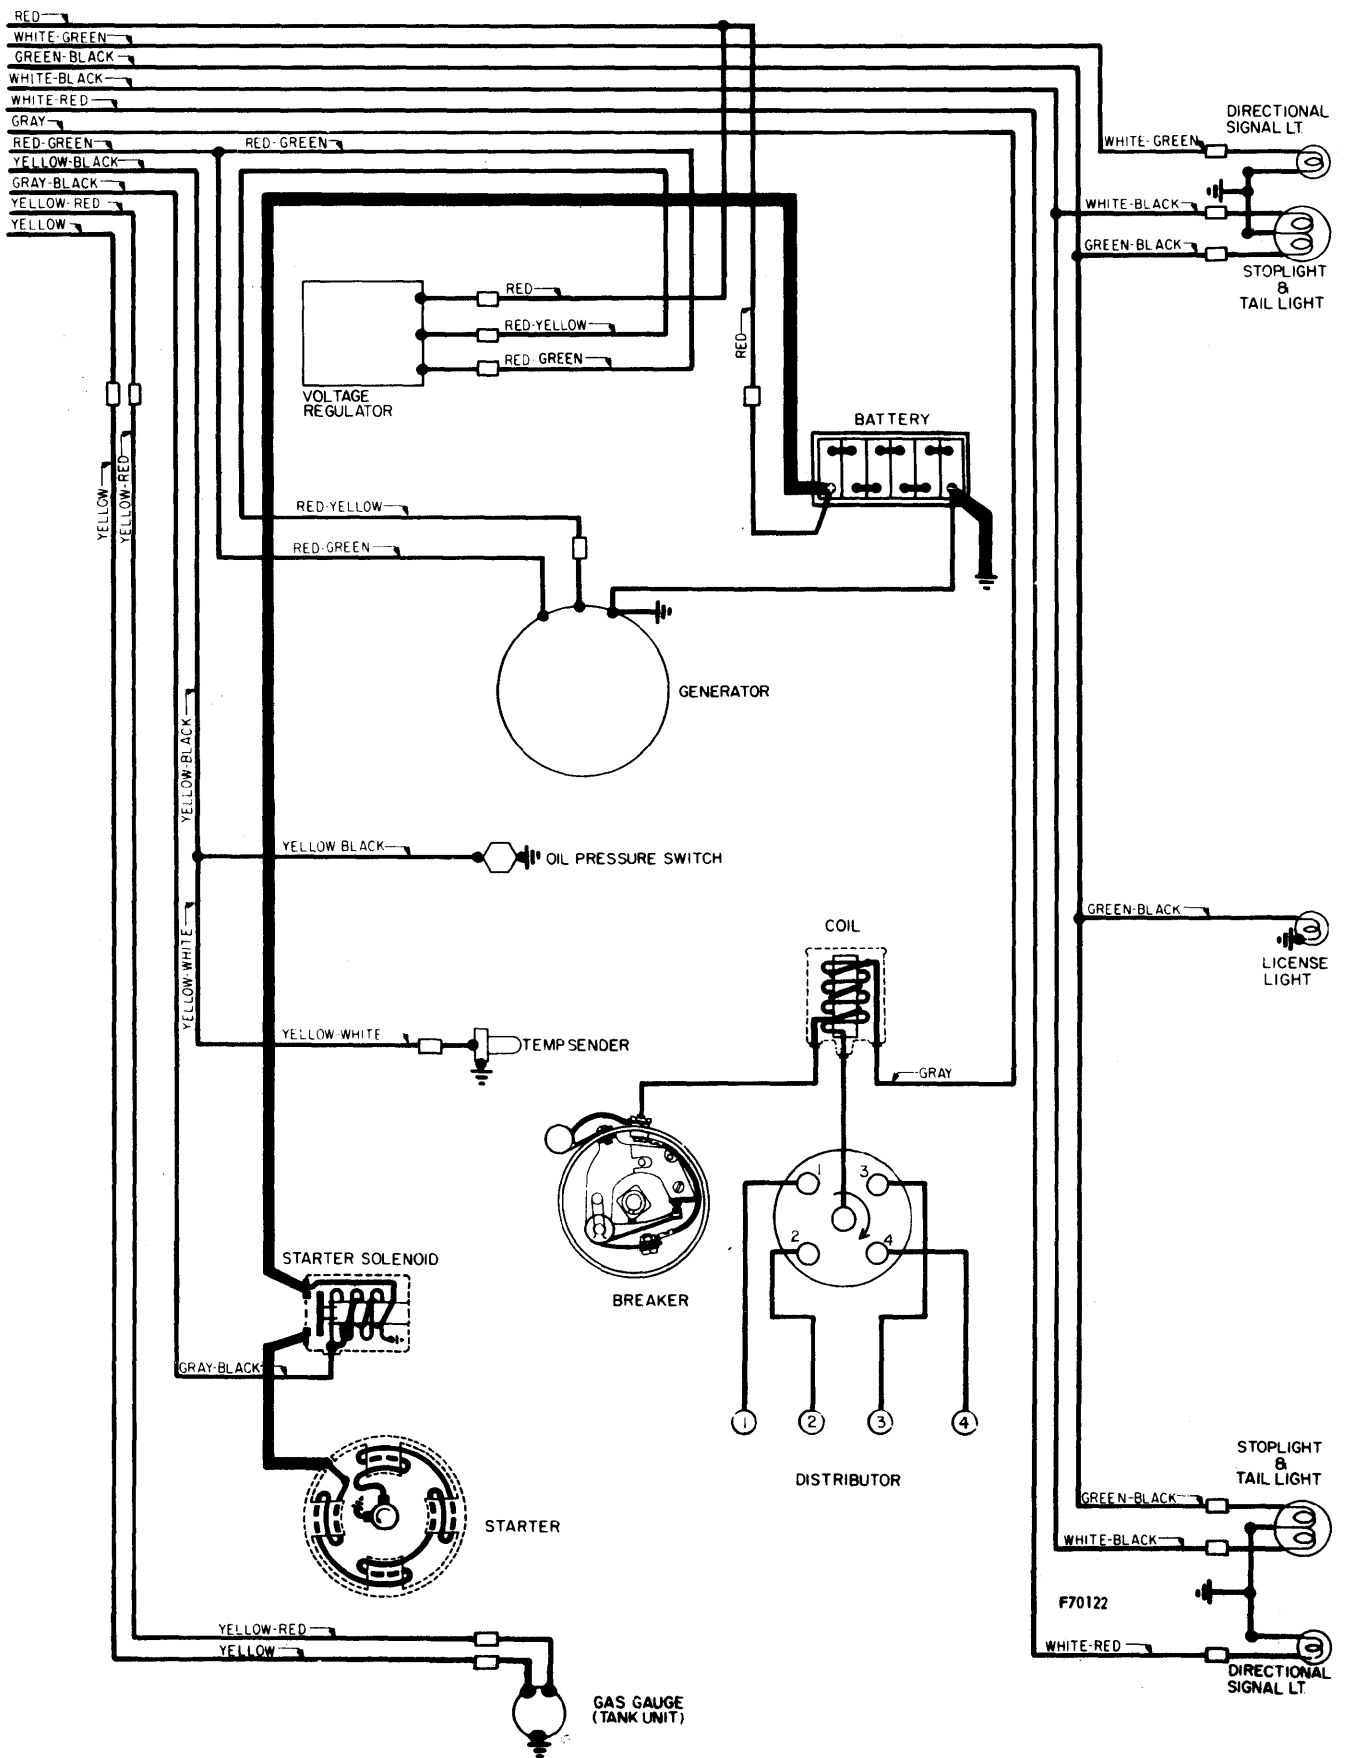 RED
WHITE-GREEN
GREEN-BLACK
WHITE-BLACK
WHITE-RED
GRAY
RED-GREEN
RED-GREEN
YELLOW-BLACK
GRAY-BLACK
YELLOW-RED
YELLOW
DIRECTIONAL
SIGNAL LT.
WHITE-GREEN
WHITE-BLACK
GREEN-BLACK
STOPLIGHT
&
TAIL LIGHT
RED
RED-YELLOW
RED-GREEN
VOLTAGE
REGULATOR
RED
BATTERY
YELLOW
YELLOW-RED
RED-YELLOW
RED-GREEN
GENERATOR
YELLOW-BLACK
YELLOW BLACK
OIL PRESSURE SWITCH
YELLOW-WHITE
YELLOW-WHITE
TEMP SENDER
COIL
GRAY
GREEN-BLACK
LICENSE
LIGHT
BREAKER
1
3
2
4
1
2
3
4
DISTRIBUTOR
STARTER SOLENOID
GRAY-BLACK
STARTER
STOPLIGHT
&
TAIL LIGHT
GREEN-BLACK
WHITE-BLACK
F70122
WHITE-RED
DIRECTIONAL
SIGNAL LT.
YELLOW-RED
YELLOW
GAS GAUGE
(TANK UNIT)